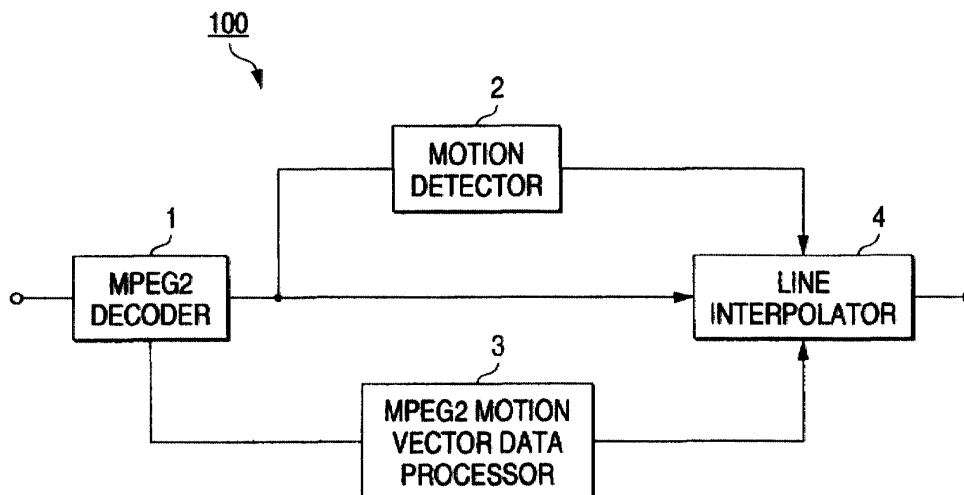 100
2
MOTION
DETECTOR
1
MPEG2
DECODER
4
LINE
INTERPOLATOR
3
MPEG2 MOTION
VECTOR DATA
PROCESSOR